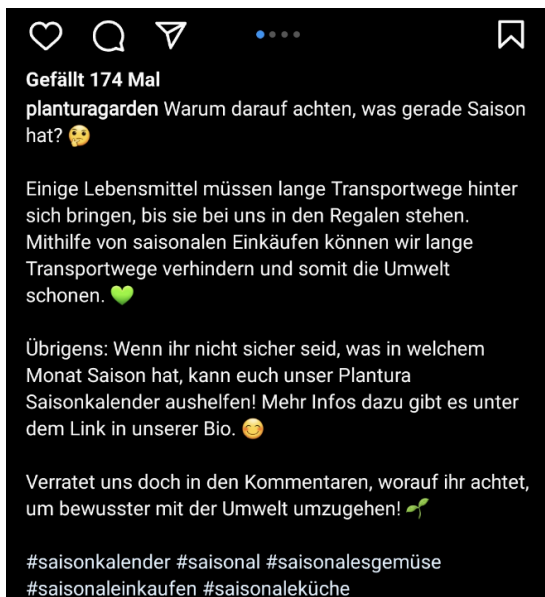 Gefällt 174 Mal
planturagarden Warum darauf achten, was gerade Saison
hat? 🤔
Einige Lebensmittel müssen lange Transportwege hinter
sich bringen, bis sie bei uns in den Regalen stehen.
Mithilfe von saisonalen Einkäufen können wir lange
Transportwege verhindern und somit die Umwelt
schonen. 💚
Übrigens: Wenn ihr nicht sicher seid, was in welchem
Monat Saison hat, kann euch unser Plantura
Saisonkalender aushelfen! Mehr Infos dazu gibt es unter
dem Link in unserer Bio. 😊
Verratet uns doch in den Kommentaren, worauf ihr achtet,
um bewusster mit der Umwelt umzugehen! 🌱
#saisonkalender #saisonal #saisonalesgemüse
#saisonaleinkaufen #saisonaleküche